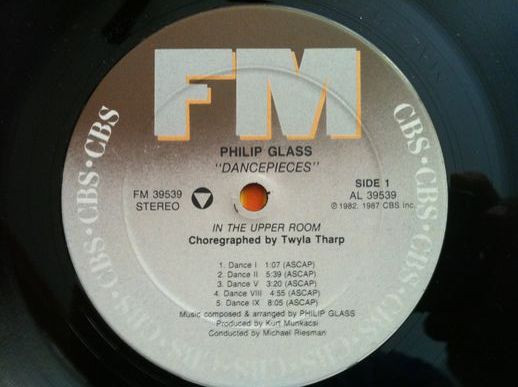 FM
PHILIP GLASS
"DANCEPIECES"
FM 39539
STEREO
SIDE 1
AL 39539
℗ 1982, 1987 CBS Inc.
IN THE UPPER ROOM
Choregraphed by Twyla Tharp
1. Dance I 1:07 (ASCAP)
2. Dance II 5:39 (ASCAP)
3. Dance V 3:20 (ASCAP)
4. Dance VIII 4:55 (ASCAP)
5. Dance IX 8:05 (ASCAP)
Music composed & arranged by PHILIP GLASS
Produced by Kurt Munkacsi
Conducted by Michael Riesman
CBS·CBS·CBS·CBS·CBS·CBS·CBS·CBS